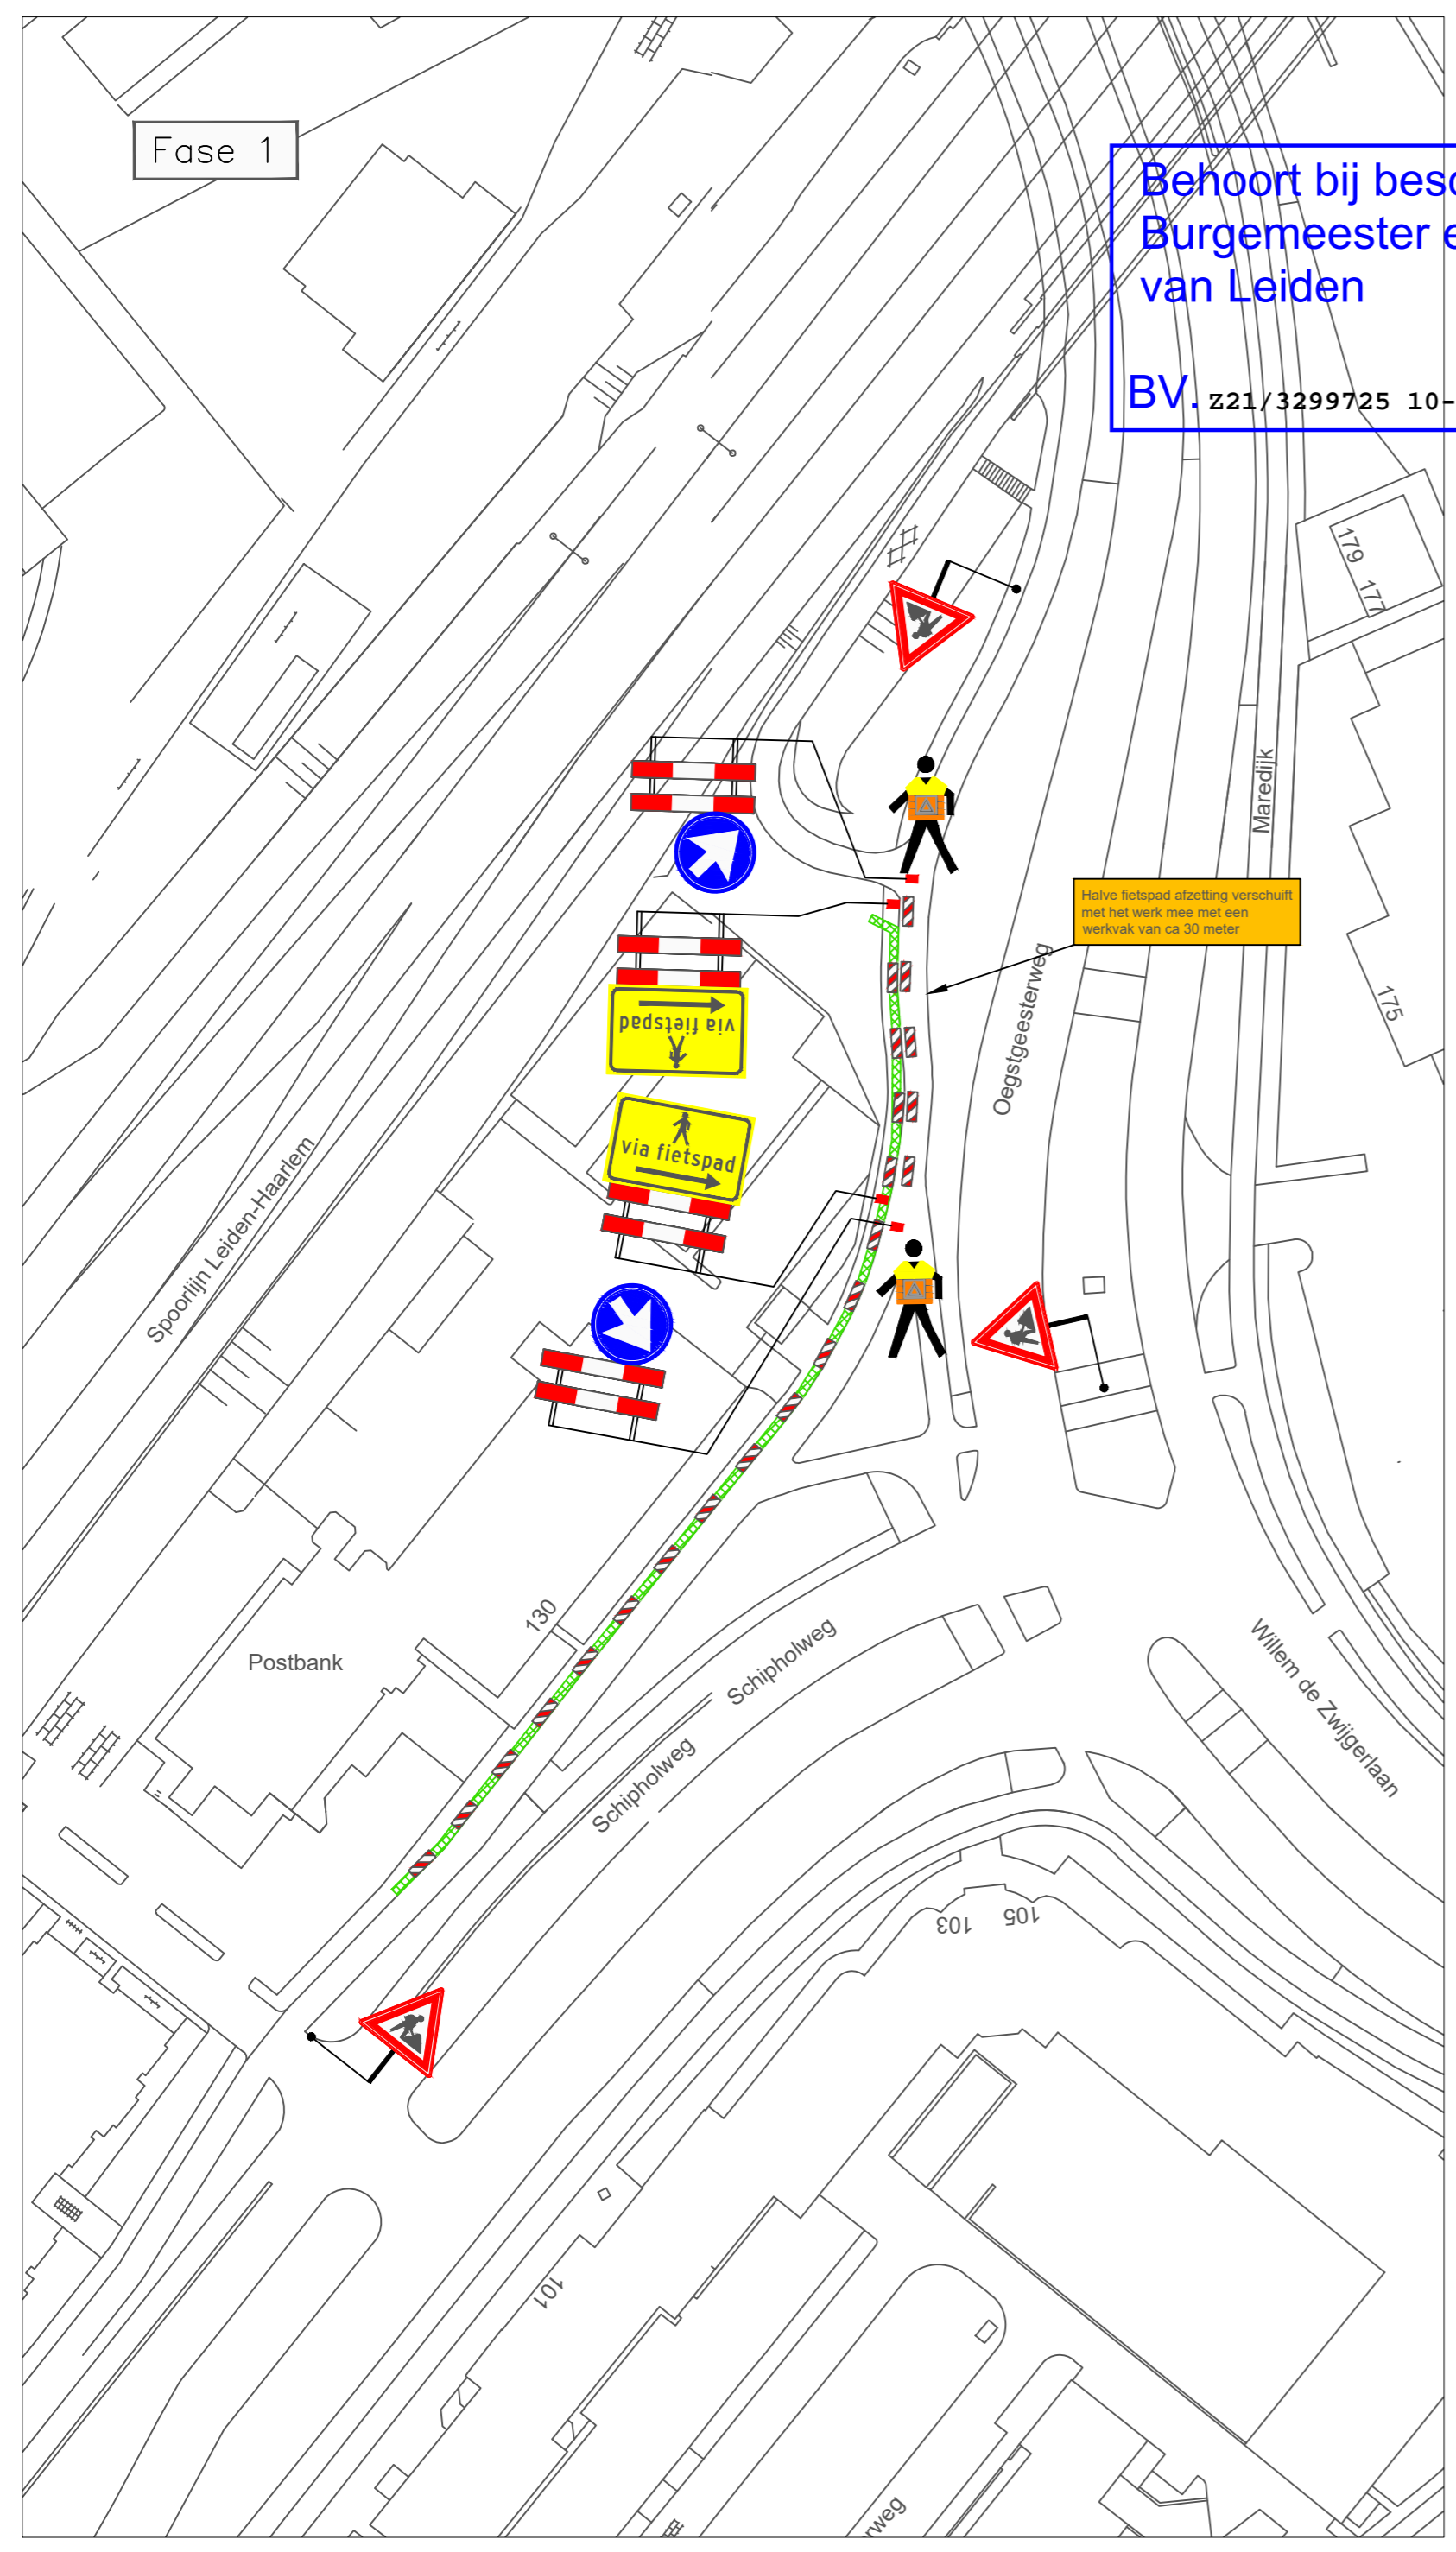 Fase 1
Behoort bij
Burgemeester
van Leiden
BV. Z21/3299725 10-
179
177
Maredijk
Halve fietspad afzetting verschuift
met het werk mee met een
werkvak van ca 30 meter
Oegstgeesterweg
175
via fietspad
via fietspad
Spoorlijn Leiden-Haarlem
130
Postbank
Schipholweg
Schipholweg
Willem de Zwijgerlaan
103
105
101